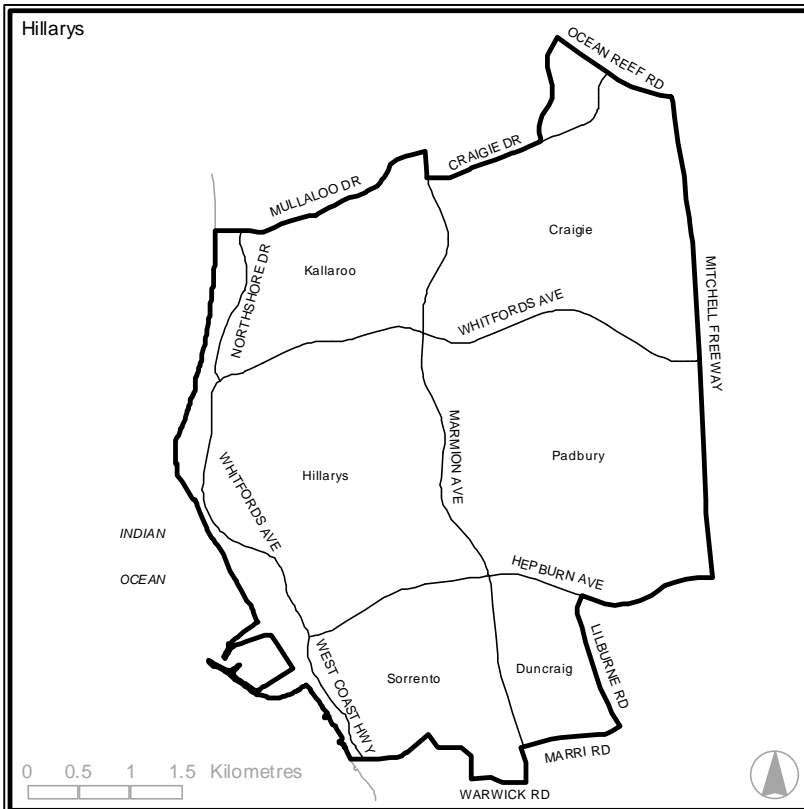 Hillarys
OCEAN REEF RD
CRAIGIE DR
MULLALOO DR
Craigie
Kallaroo
NORTHSHORE DR
MITCHELL FREEWAY
WHITFORDS AVE
MARMION AVE
Padbury
Hillarys
WHITFORDS AVE
INDIAN
OCEAN
HEPBURN AVE
LILBURNE RD
WEST COAST HWY
Duncraig
Sorrento
MARRI RD
0 0.5 1 1.5 Kilometres
WARWICK RD